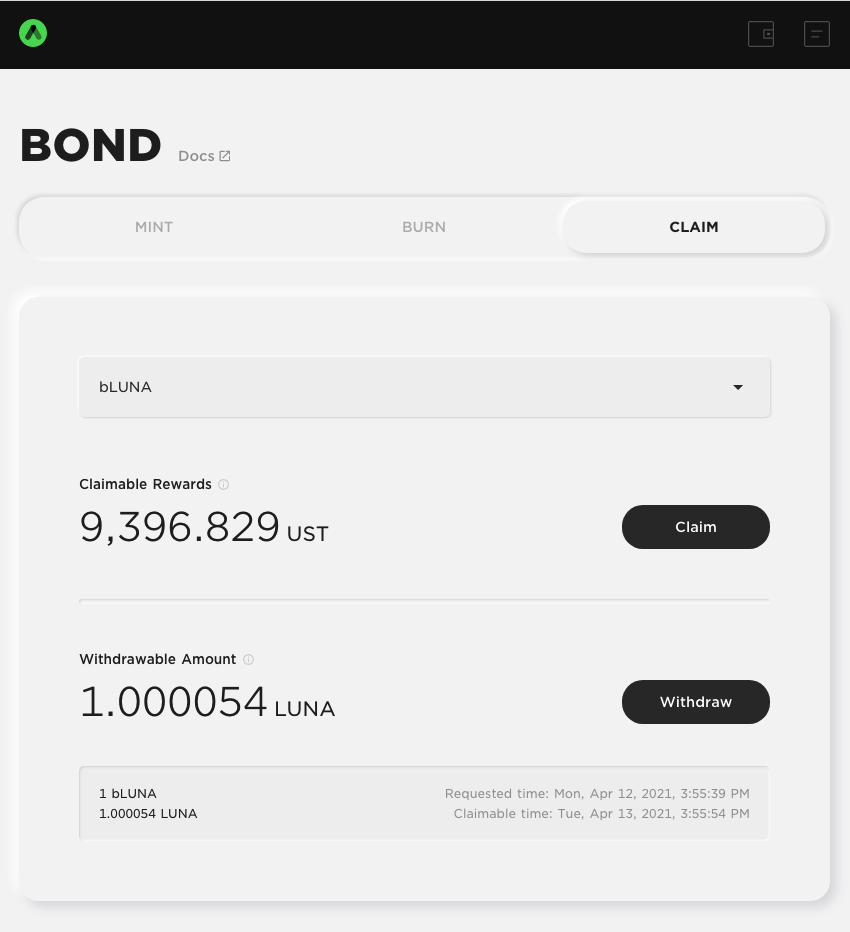 BOND Docs
MINT BURN CLAIM
bLUNA
Claimable Rewards
9,396.829 UST Claim
Withdrawable Amount
1.000054 LUNA Withdraw
1 bLUNA Requested time: Mon, Apr 12, 2021, 3:55:39 PM
1.000054 LUNA Claimable time: Tue, Apr 13, 2021, 3:55:54 PM